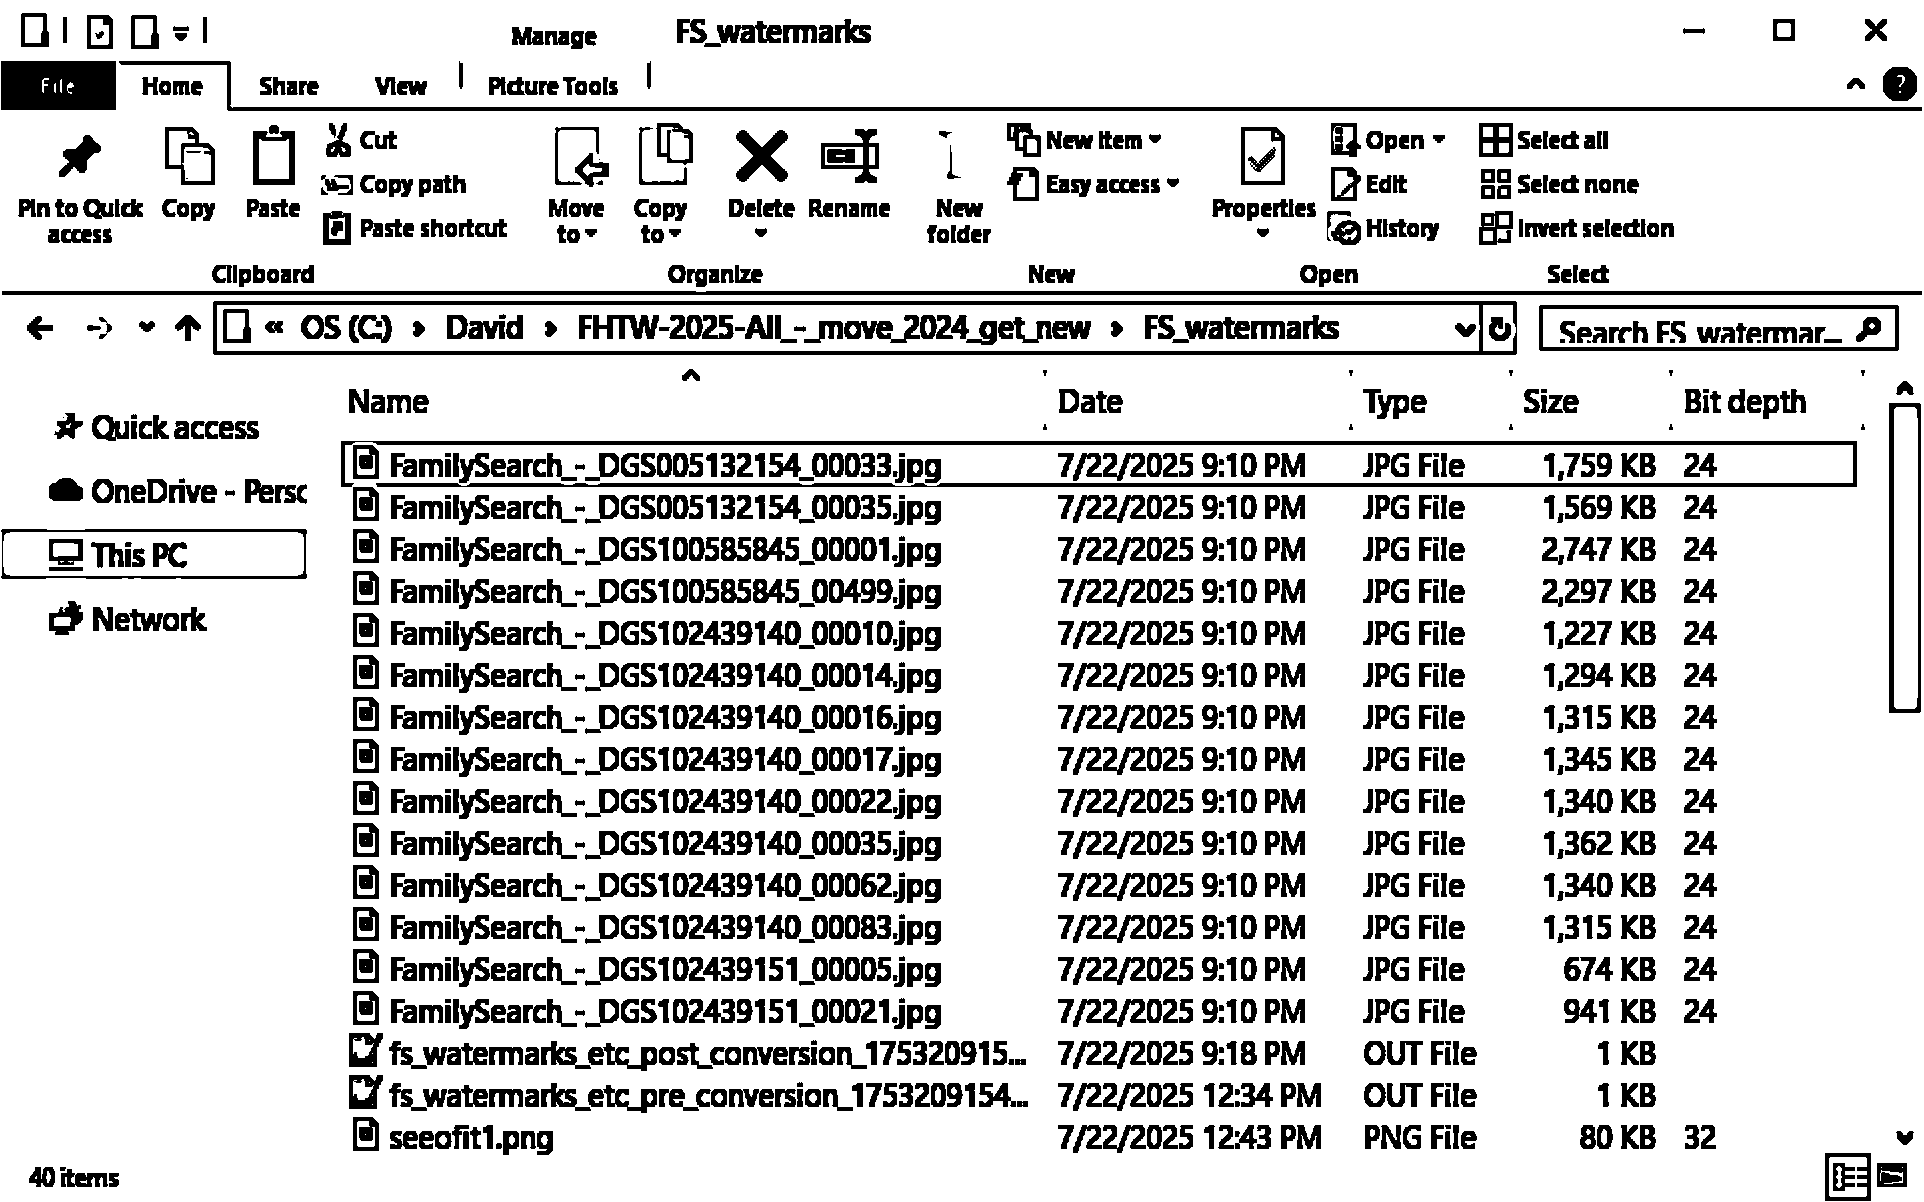 Manage FS_watermarks
File Home Share View Picture Tools
Pin to Quick access
Copy
Paste
Cut
Copy path
Paste shortcut
Move to
Copy to
Delete
Rename
New folder
New item
Easy access
Properties
Open
Edit
History
Select all
Select none
Invert selection
Clipboard Organize New Open Select
« OS (C:) › David › FHTW-2025-All_-_move_2024_get_new › FS_watermarks
Search FS_watermar...
Quick access
OneDrive - Perso
This PC
Network
Name Date Type Size Bit depth
FamilySearch_-_DGS005132154_00033.jpg 7/22/2025 9:10 PM JPG File 1,759 KB 24
FamilySearch_-_DGS005132154_00035.jpg 7/22/2025 9:10 PM JPG File 1,569 KB 24
FamilySearch_-_DGS100585845_00001.jpg 7/22/2025 9:10 PM JPG File 2,747 KB 24
FamilySearch_-_DGS100585845_00499.jpg 7/22/2025 9:10 PM JPG File 2,297 KB 24
FamilySearch_-_DGS102439140_00010.jpg 7/22/2025 9:10 PM JPG File 1,227 KB 24
FamilySearch_-_DGS102439140_00014.jpg 7/22/2025 9:10 PM JPG File 1,294 KB 24
FamilySearch_-_DGS102439140_00016.jpg 7/22/2025 9:10 PM JPG File 1,315 KB 24
FamilySearch_-_DGS102439140_00017.jpg 7/22/2025 9:10 PM JPG File 1,345 KB 24
FamilySearch_-_DGS102439140_00022.jpg 7/22/2025 9:10 PM JPG File 1,340 KB 24
FamilySearch_-_DGS102439140_00035.jpg 7/22/2025 9:10 PM JPG File 1,362 KB 24
FamilySearch_-_DGS102439140_00062.jpg 7/22/2025 9:10 PM JPG File 1,340 KB 24
FamilySearch_-_DGS102439140_00083.jpg 7/22/2025 9:10 PM JPG File 1,315 KB 24
FamilySearch_-_DGS102439151_00005.jpg 7/22/2025 9:10 PM JPG File 674 KB 24
FamilySearch_-_DGS102439151_00021.jpg 7/22/2025 9:10 PM JPG File 941 KB 24
fs_watermarks_etc_post_conversion_175320915... 7/22/2025 9:18 PM OUT File 1 KB
fs_watermarks_etc_pre_conversion_1753209154... 7/22/2025 12:34 PM OUT File 1 KB
seeofit1.png 7/22/2025 12:43 PM PNG File 80 KB 32
40 items